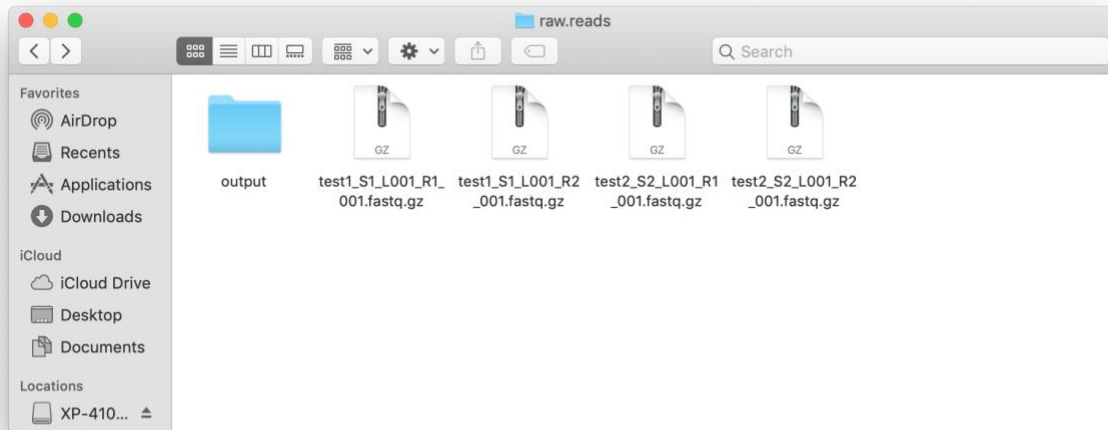 raw.reads
Search
Favorites
AirDrop
Recents
Applications
Downloads
iCloud
iCloud Drive
Desktop
Documents
Locations
XP-410...
GZ
GZ
GZ
GZ
output
test1_S1_L001_R1_
001.fastq.gz
test1_S1_L001_R2
_001.fastq.gz
test2_S2_L001_R1
_001.fastq.gz
test2_S2_L001_R2
_001.fastq.gz